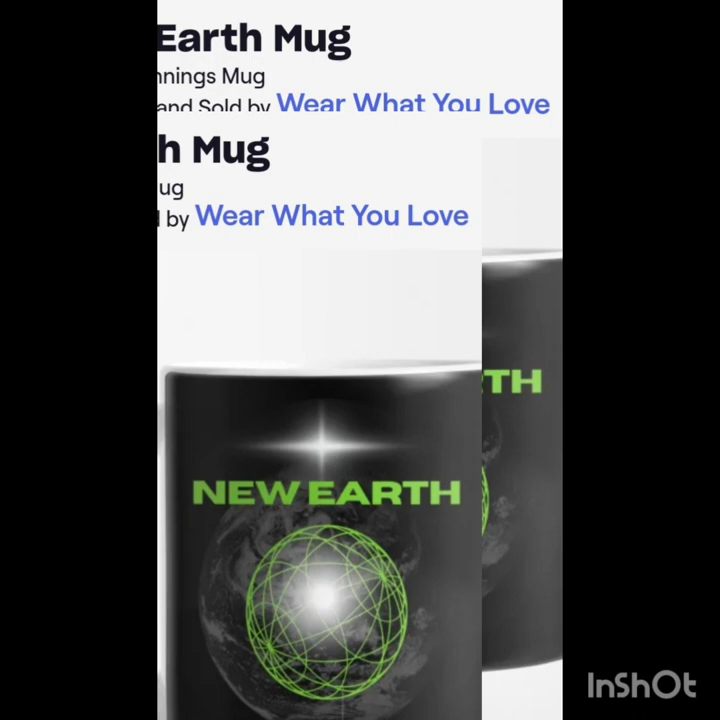 Earth Mug
nnings Mug
and Sold by Wear What You Love
h Mug
ug
by Wear What You Love
TH
NEW EARTH
InShOt